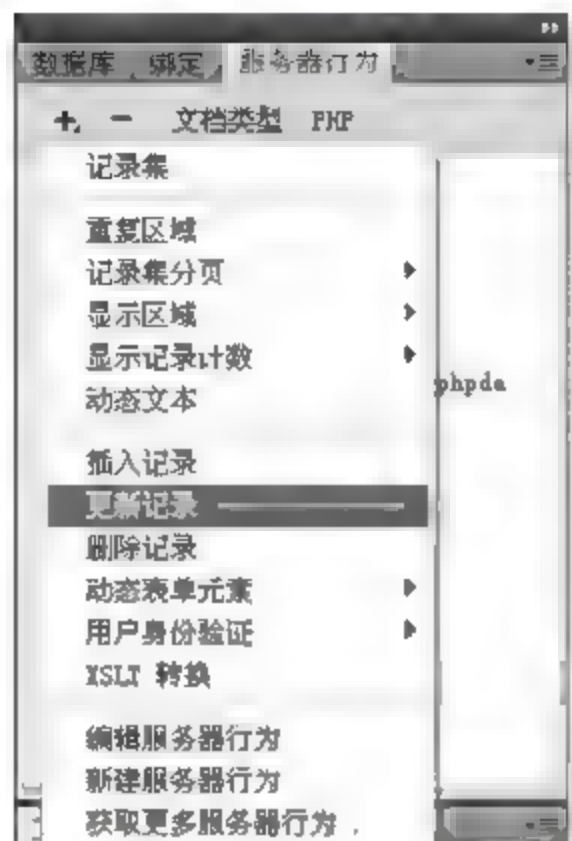 数据库 绑定 服务器行为
+ - 文档类型 PHP
记录集
重复区域
记录集分页
显示区域
显示记录计数
phpda
动态文本
插入记录
更新记录
删除记录
动态表单元素
用户身份验证
XSLT 转换
编辑服务器行为
新建服务器行为
获取更多服务器行为.